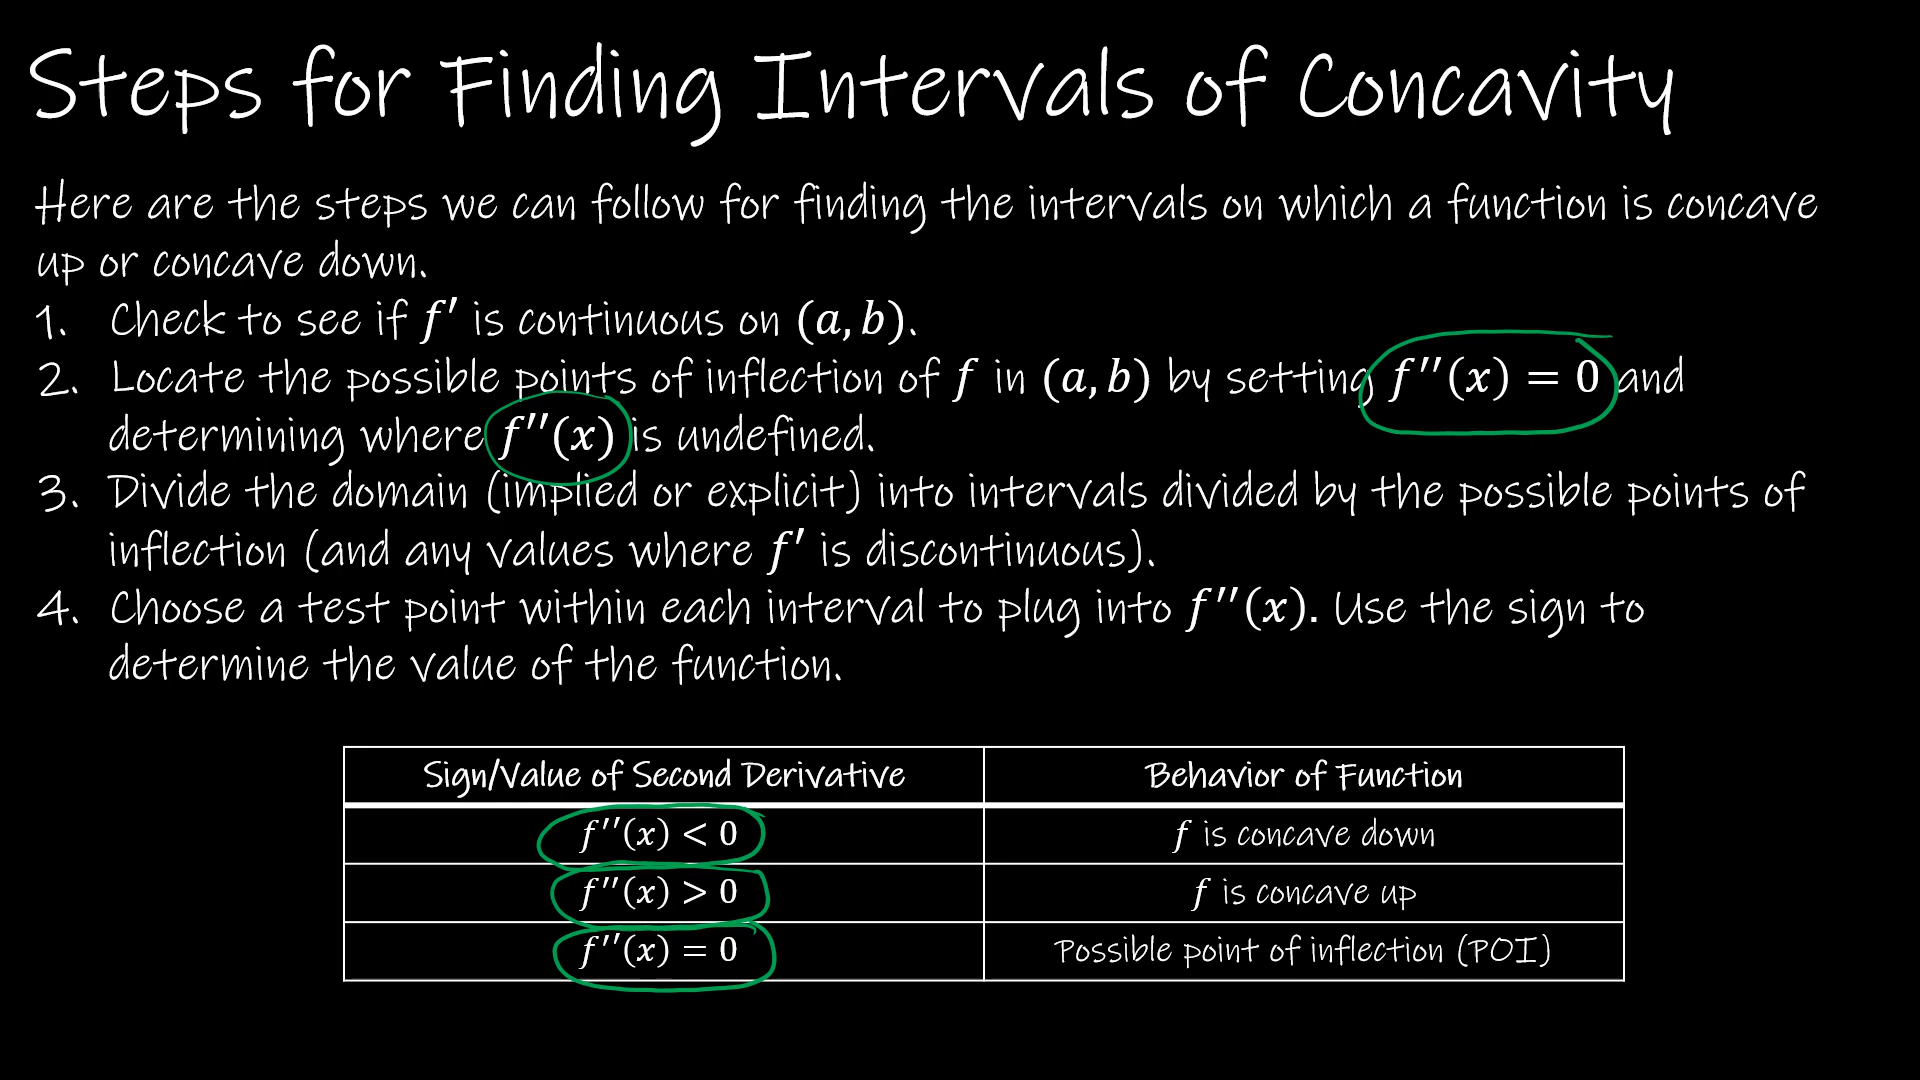 Steps for Finding Intervals of Concavity
Here are the steps we can follow for finding the intervals on which a function is concave
up or concave down.
1. Check to see if f′ is continuous on (a, b).
2. Locate the possible points of inflection of f in (a, b) by setting f″(x) = 0 and
determining where f″(x) is undefined.
3. Divide the domain (implied or explicit) into intervals divided by the possible points of
inflection (and any values where f′ is discontinuous).
4. Choose a test point within each interval to plug into f″(x). Use the sign to
determine the value of the function.
Sign/Value of Second Derivative Behavior of Function
f″(x) < 0 f is concave down
f″(x) > 0 f is concave up
f″(x) = 0 Possible point of inflection (POI)